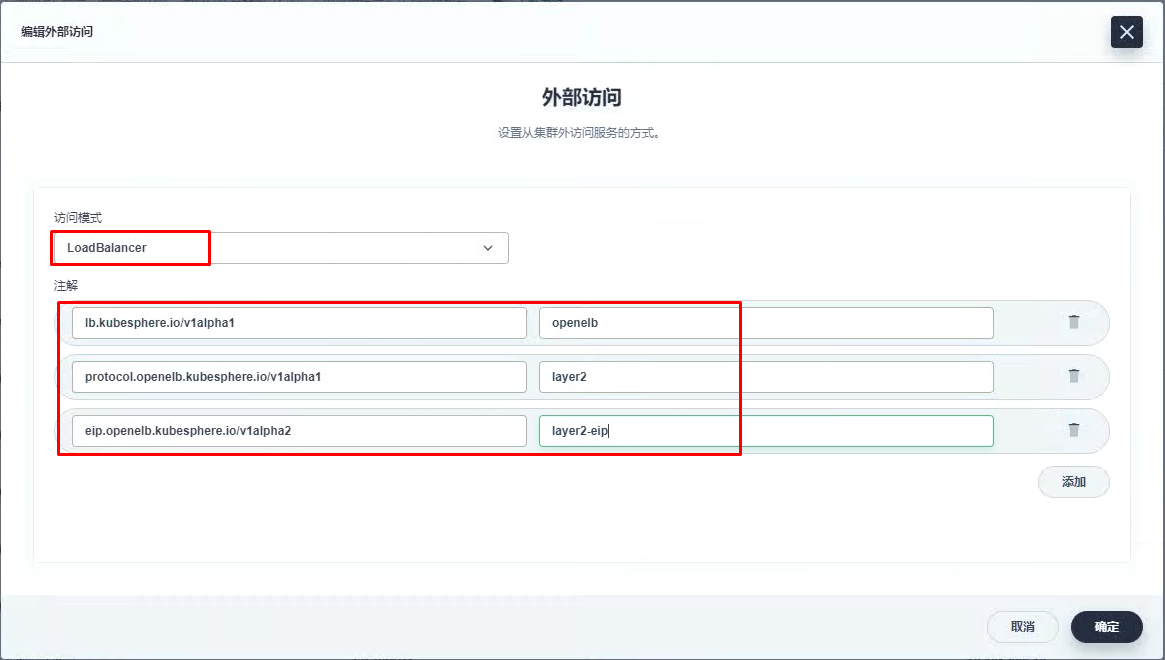 编辑外部访问
外部访问
设置从集群外访问服务的方式。
访问模式
LoadBalancer
注解
lb.kubesphere.io/v1alpha1 openelb
protocol.openelb.kubesphere.io/v1alpha1 layer2
eip.openelb.kubesphere.io/v1alpha2 layer2-eip
添加
取消 确定